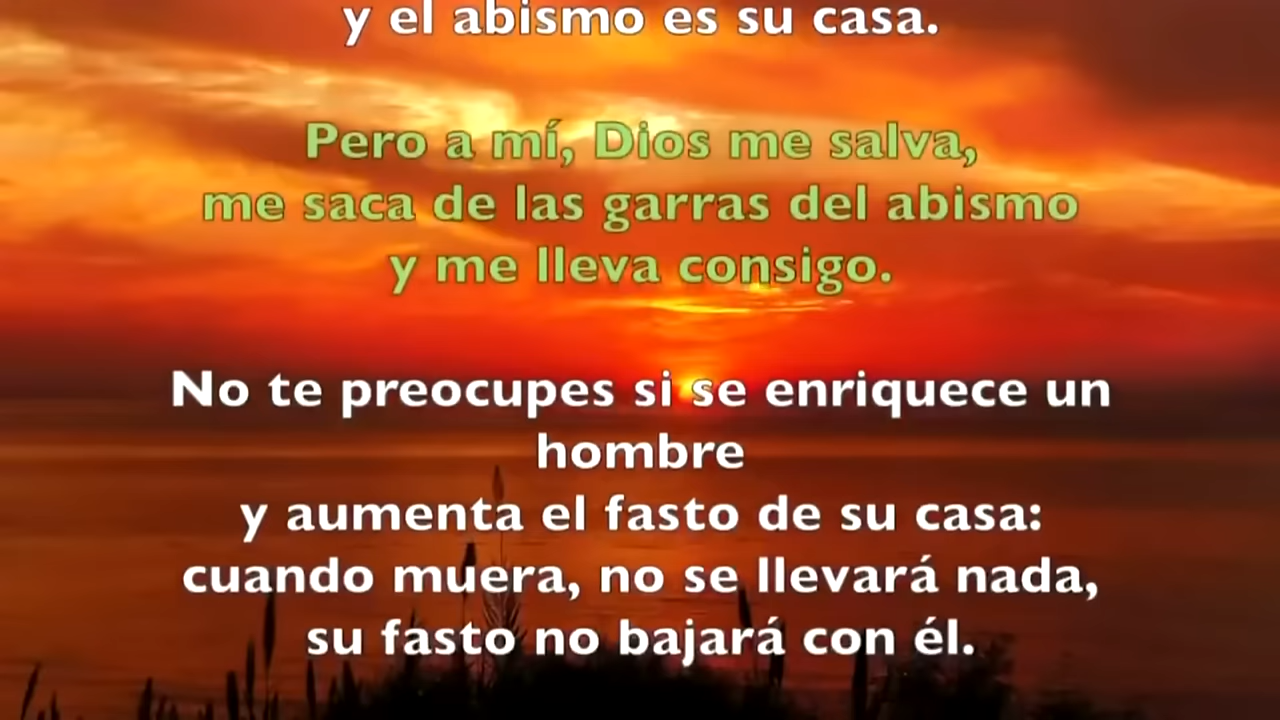 y el abismo es su casa.
Pero a mí, Dios me salva,
me saca de las garras del abismo
y me lleva consigo.
No te preocupes si se enriquece un
hombre
y aumenta el fasto de su casa:
cuando muera, no se llevará nada,
su fasto no bajará con él.